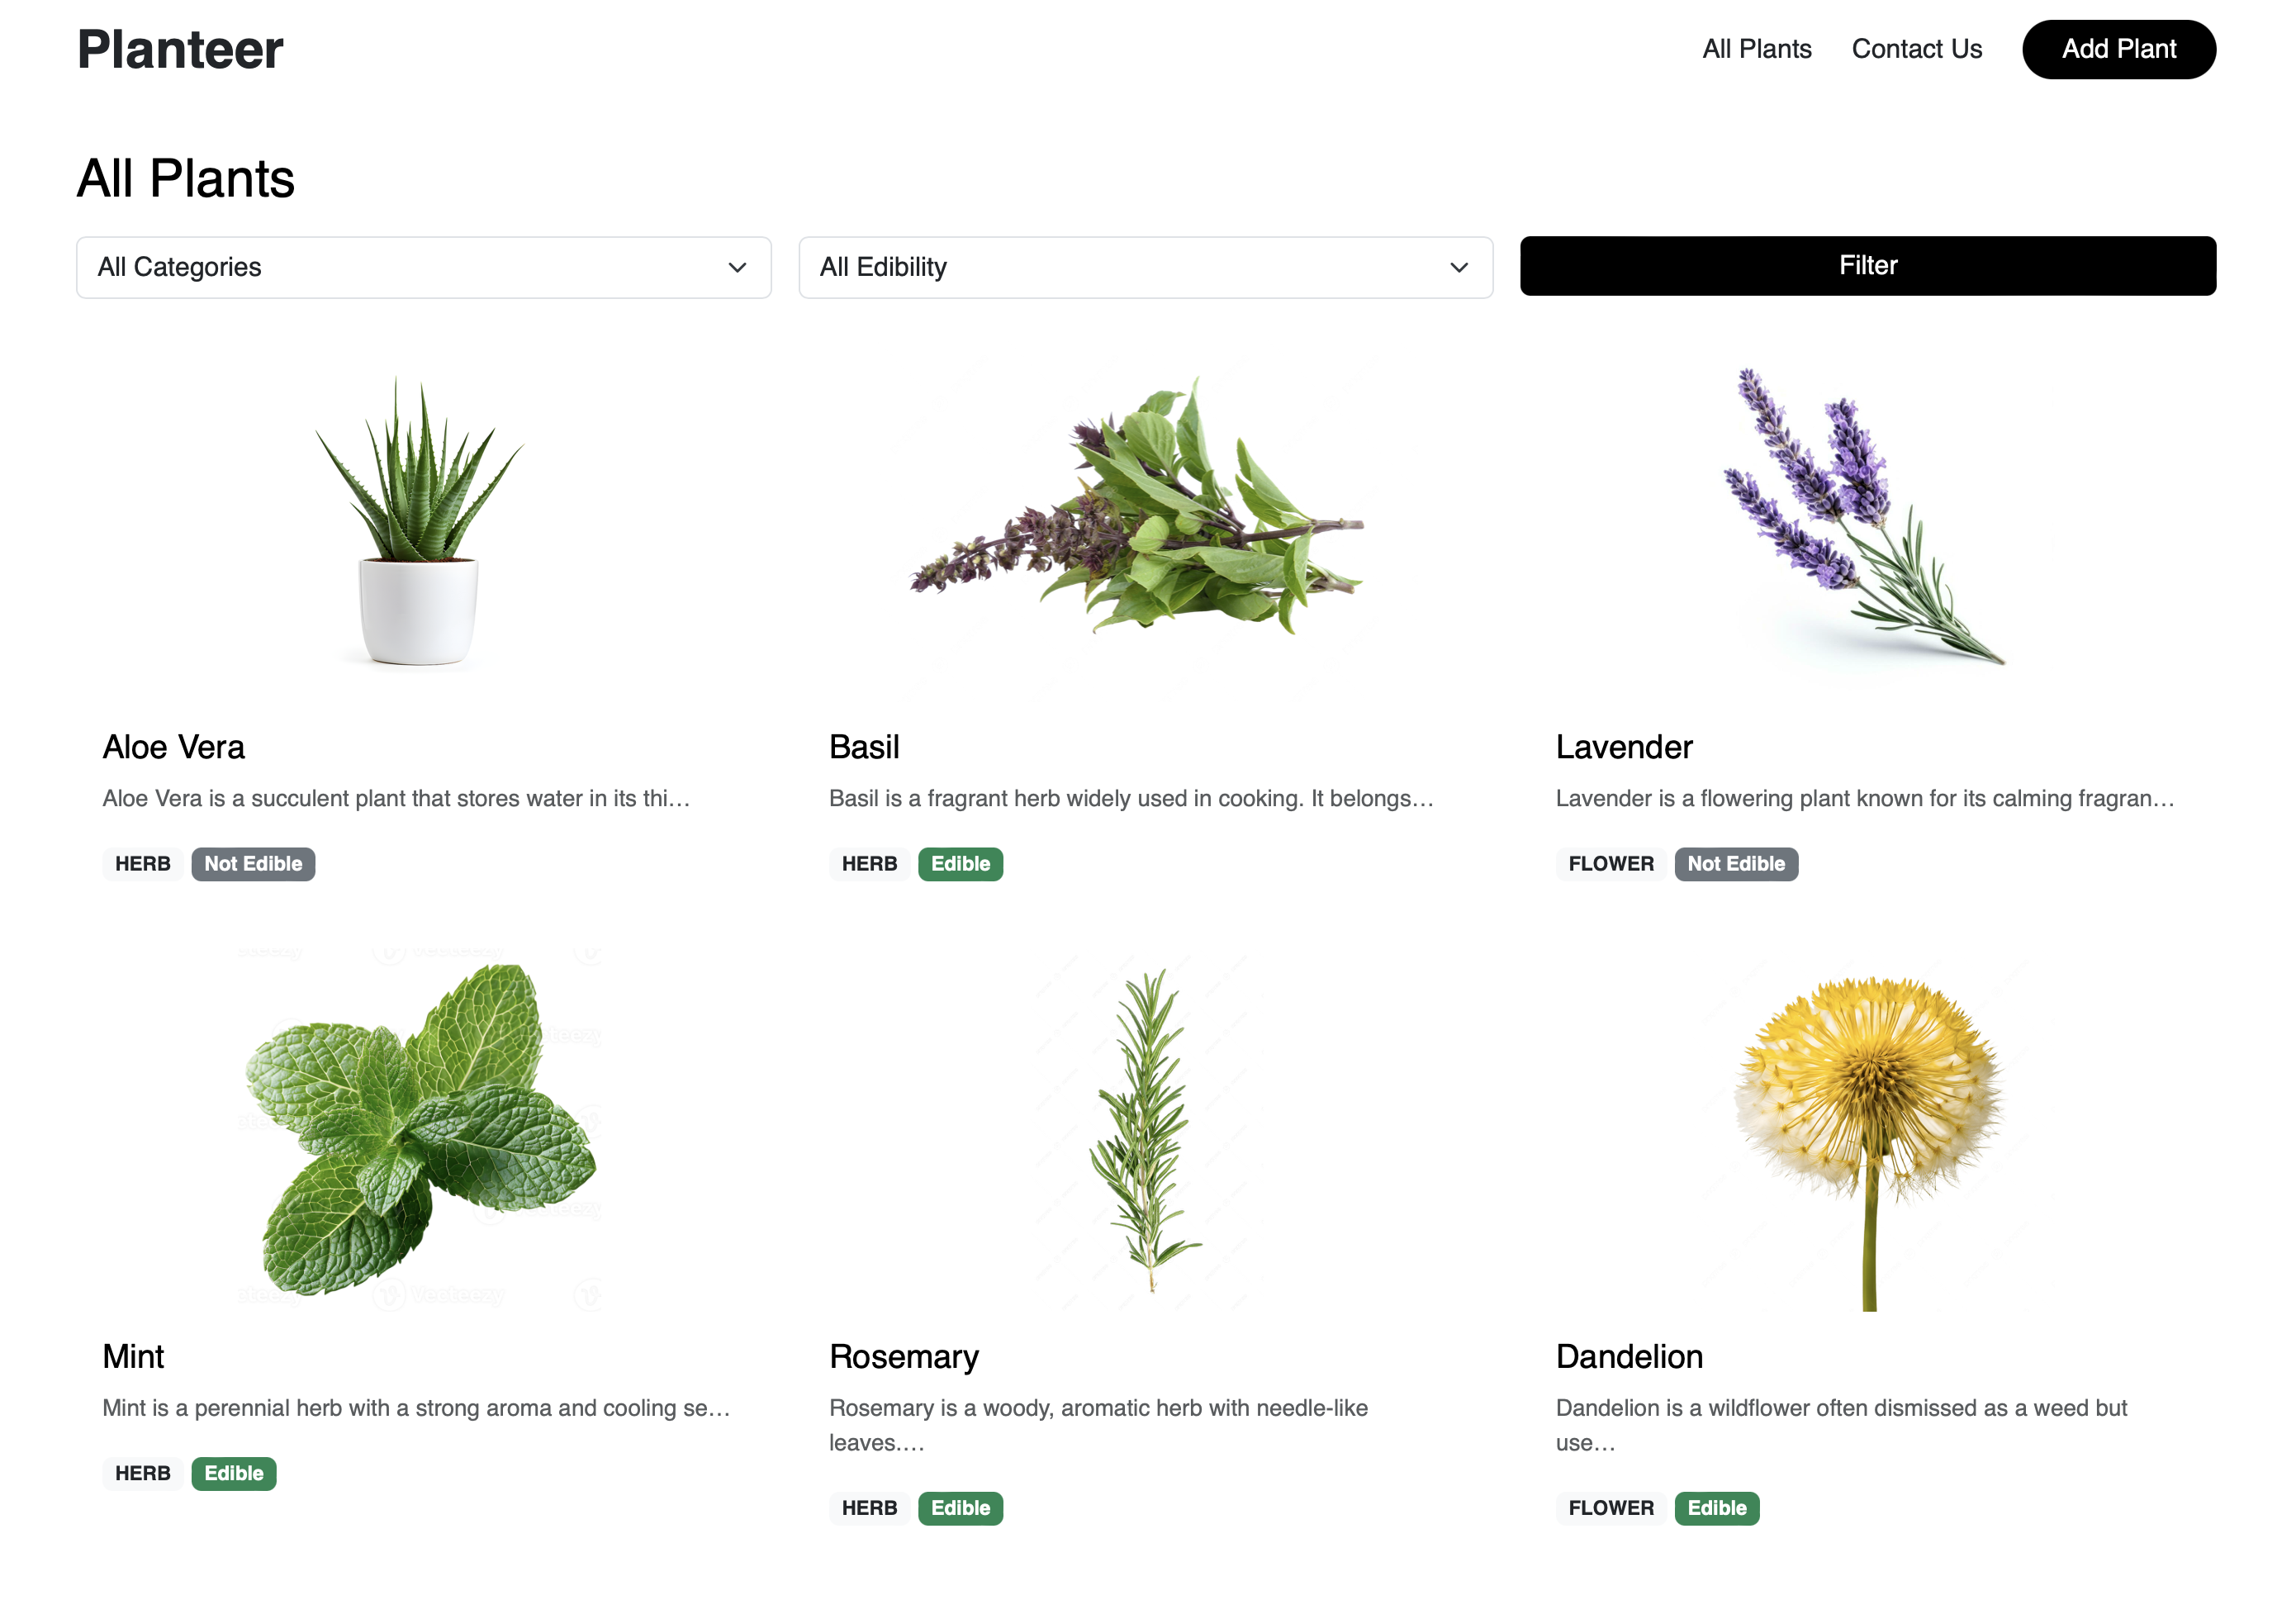 Planteer
All Plants
Contact Us
Add Plant
All Plants
All Categories
All Edibility
Filter
Aloe Vera
Aloe Vera is a succulent plant that stores water in its thi…
HERB
Not Edible
Basil
Basil is a fragrant herb widely used in cooking. It belongs…
HERB
Edible
Lavender
Lavender is a flowering plant known for its calming fragran…
FLOWER
Not Edible
Vecteezy
Mint
Mint is a perennial herb with a strong aroma and cooling se…
HERB
Edible
Rosemary
Rosemary is a woody, aromatic herb with needle-like
leaves.…
HERB
Edible
Dandelion
Dandelion is a wildflower often dismissed as a weed but
use…
FLOWER
Edible